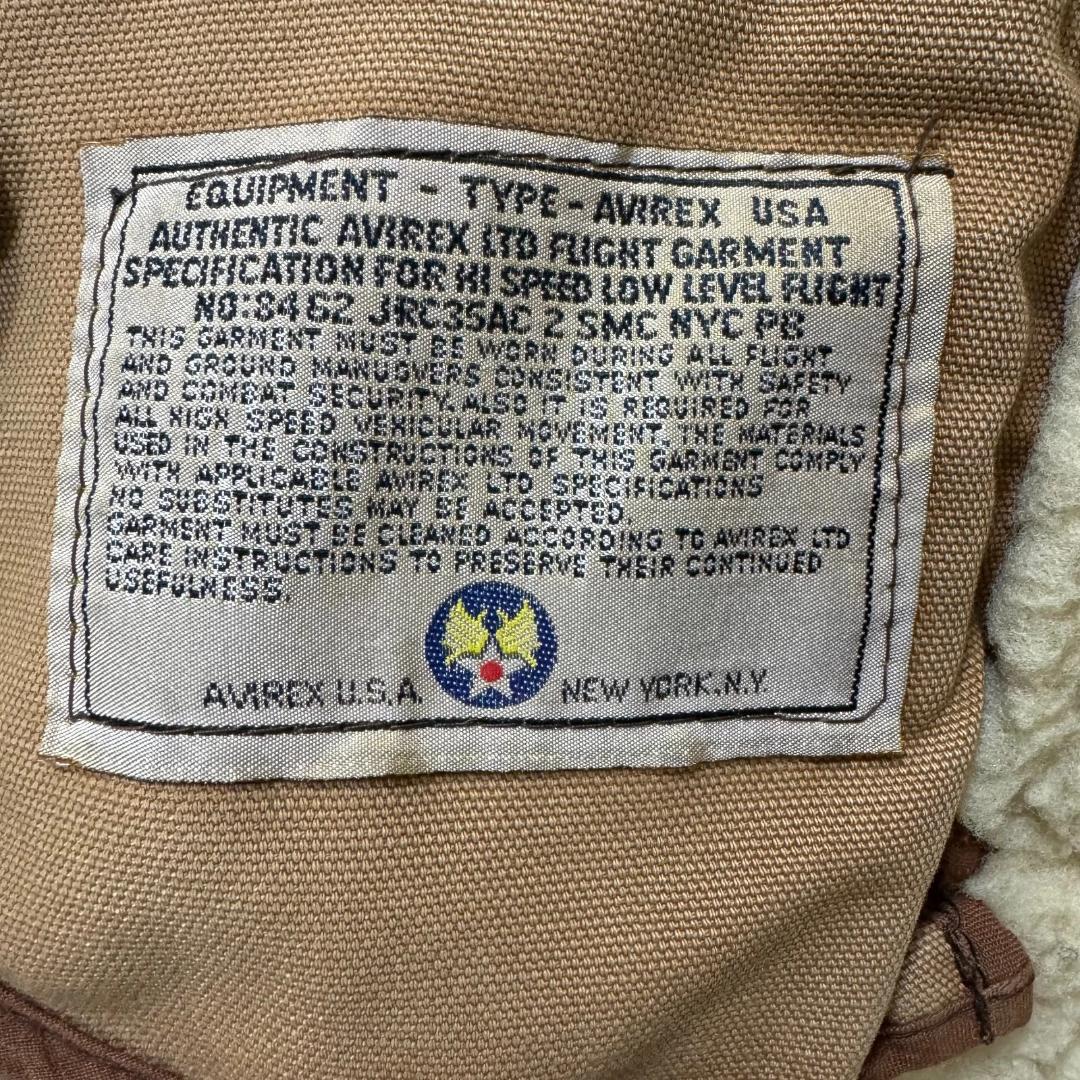 EQUIPMENT - TYPE - AVIREX USA
AUTHENTIC AVIREX LTD FLIGHT GARMENT
SPECIFICATION FOR HI SPEED LOW LEVEL FLIGHT
NO: 2 SMC NYC PB
THIS GARMENT MUST BE WORN DURING ALL FLIGHT
AND GROUND MANUOVERS CONSISTENT WITH SAFETY
AND COMBAT SECURITY. ALSO IT IS REQUIRED FOR
ALL HIGH SPEED VEHICULAR MOVEMENT. THE MATERIALS
USED IN THE CONSTRUCTIONS OF THIS GARMENT COMPLY
WITH APPLICABLE AVIREX LTD SPECIFICATIONS
NO SUBSTITUTES MAY BE ACCEPTED.
GARMENT MUST BE CLEANED ACCORDING TO AVIREX LTD
CARE INSTRUCTIONS TO PRESERVE THEIR CONTINUED
USEFULNESS.
AVIREX U.S.A. NEW YORK. N.Y.